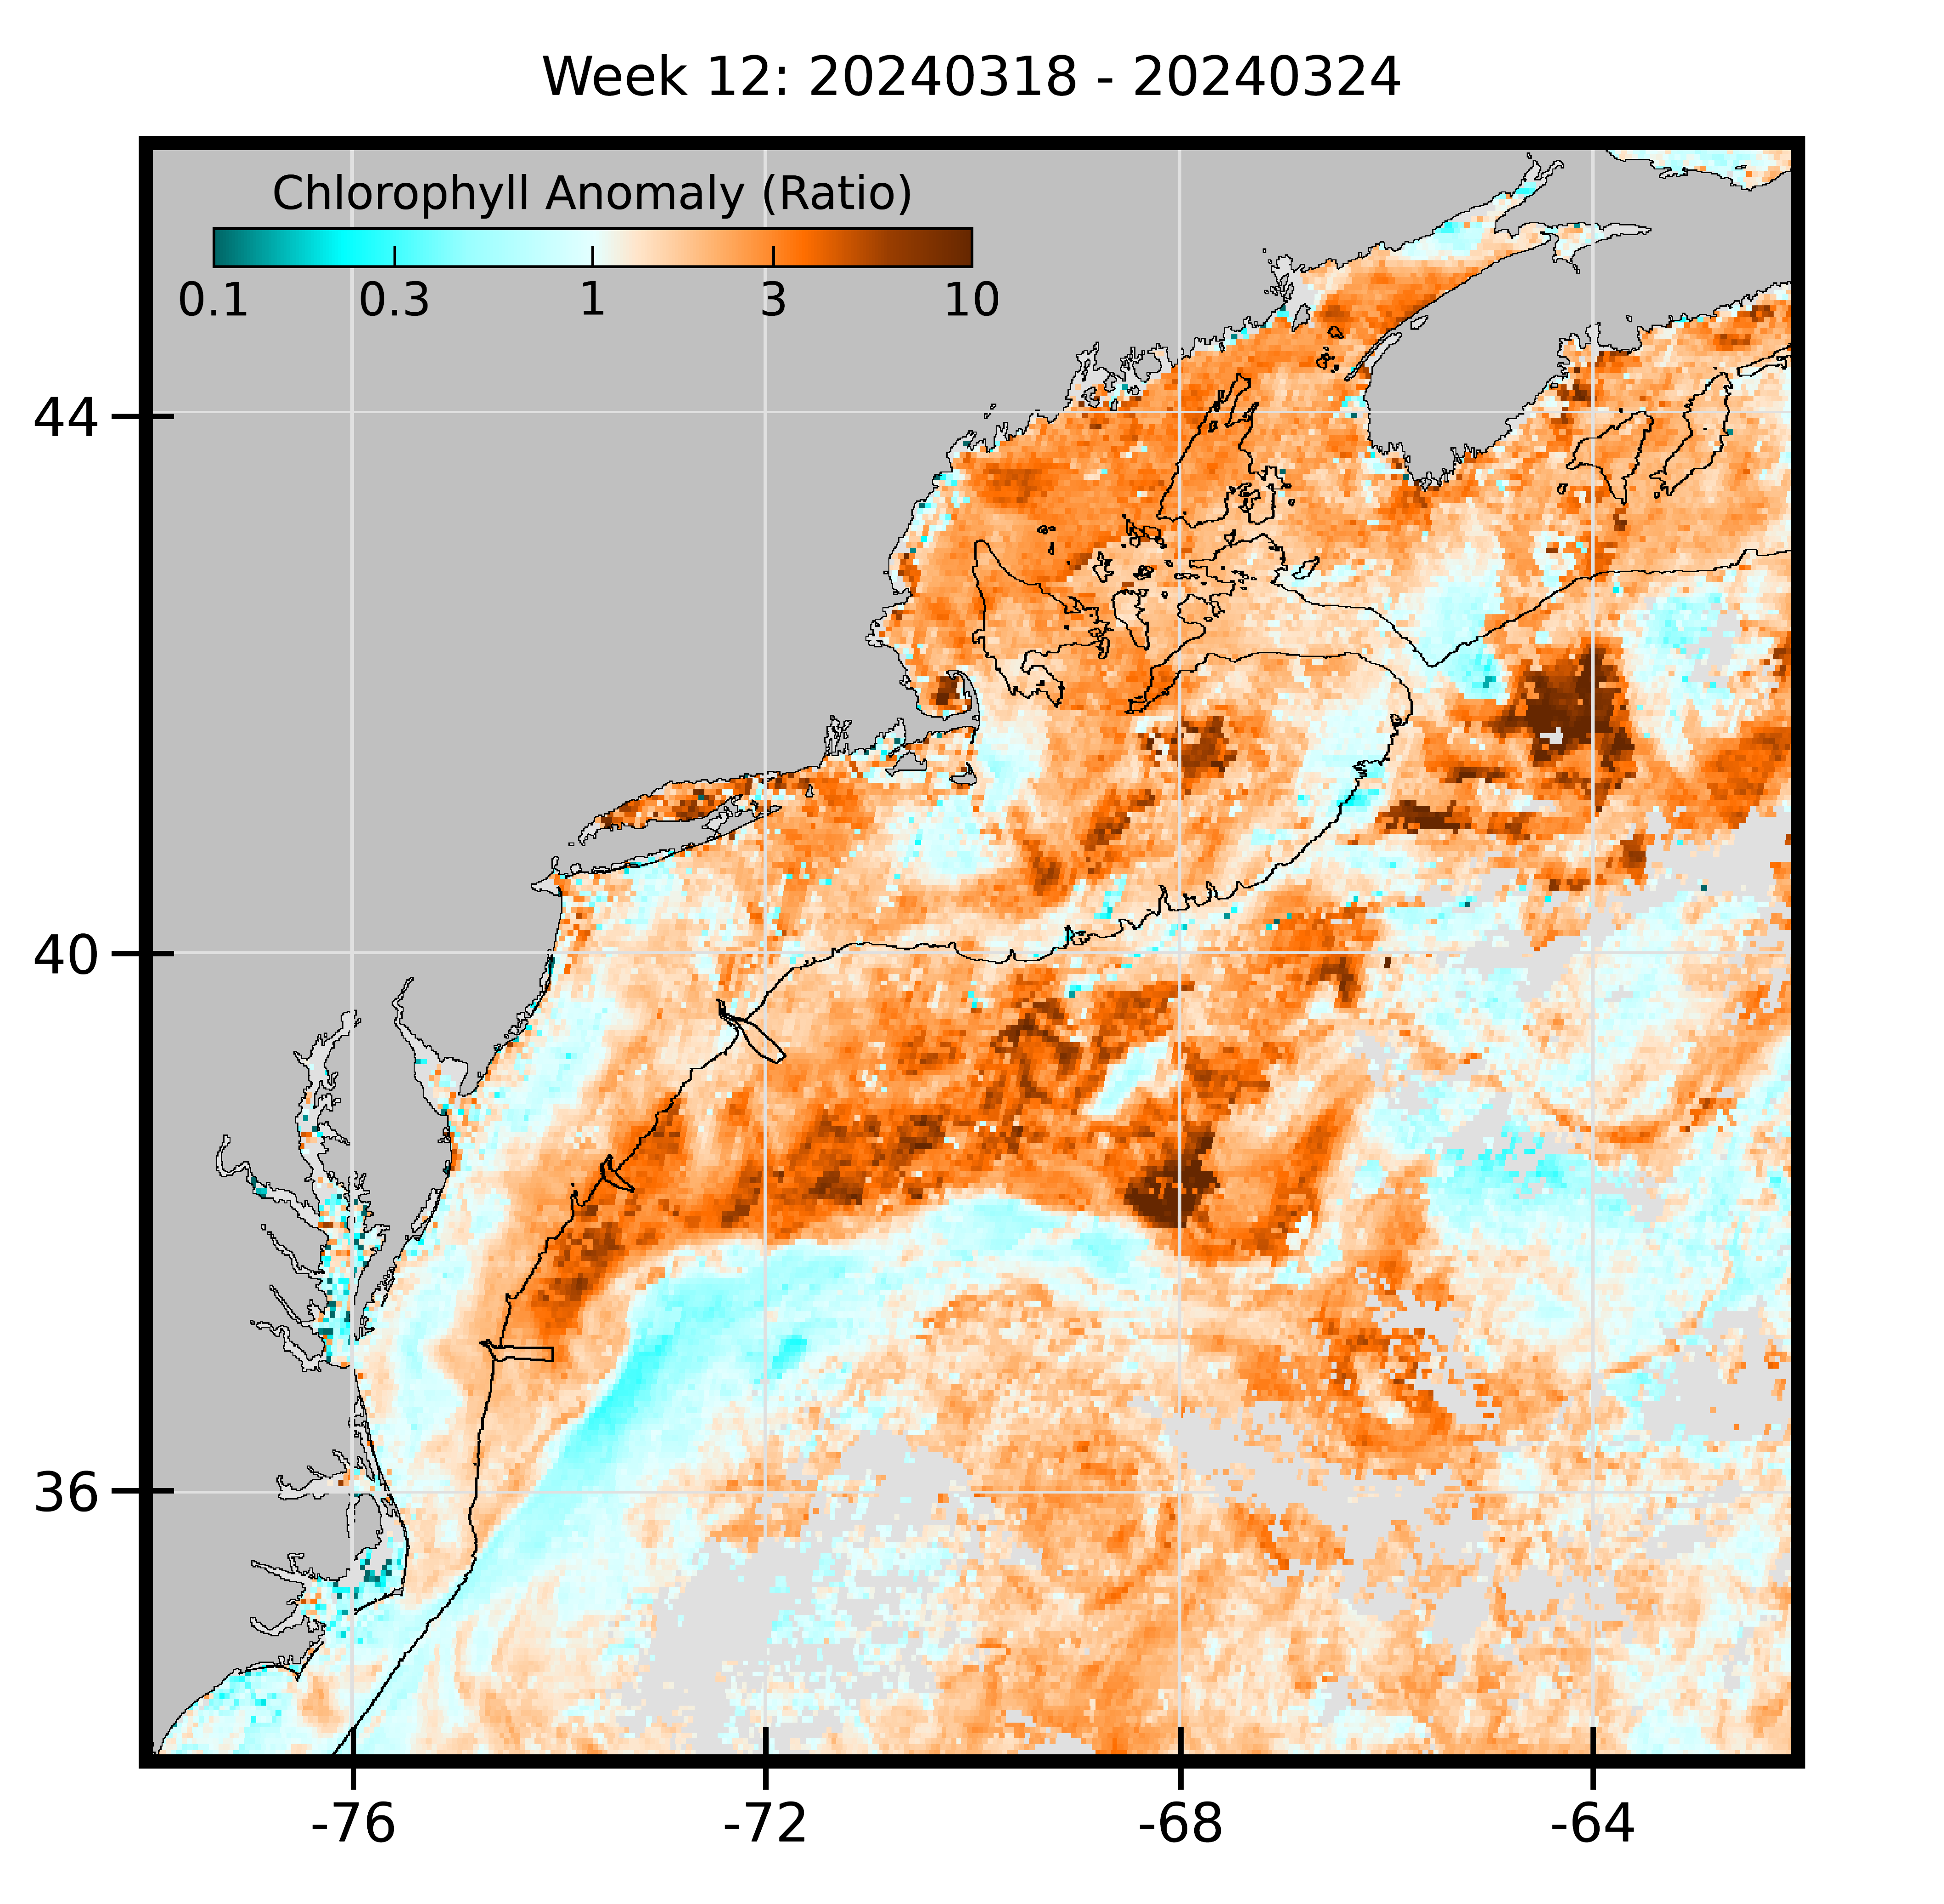 Week 12: 20240318 - 20240324
Chlorophyll Anomaly (Ratio)
0.1 0.3 1 3 10
44
40
36
-76 -72 -68 -64